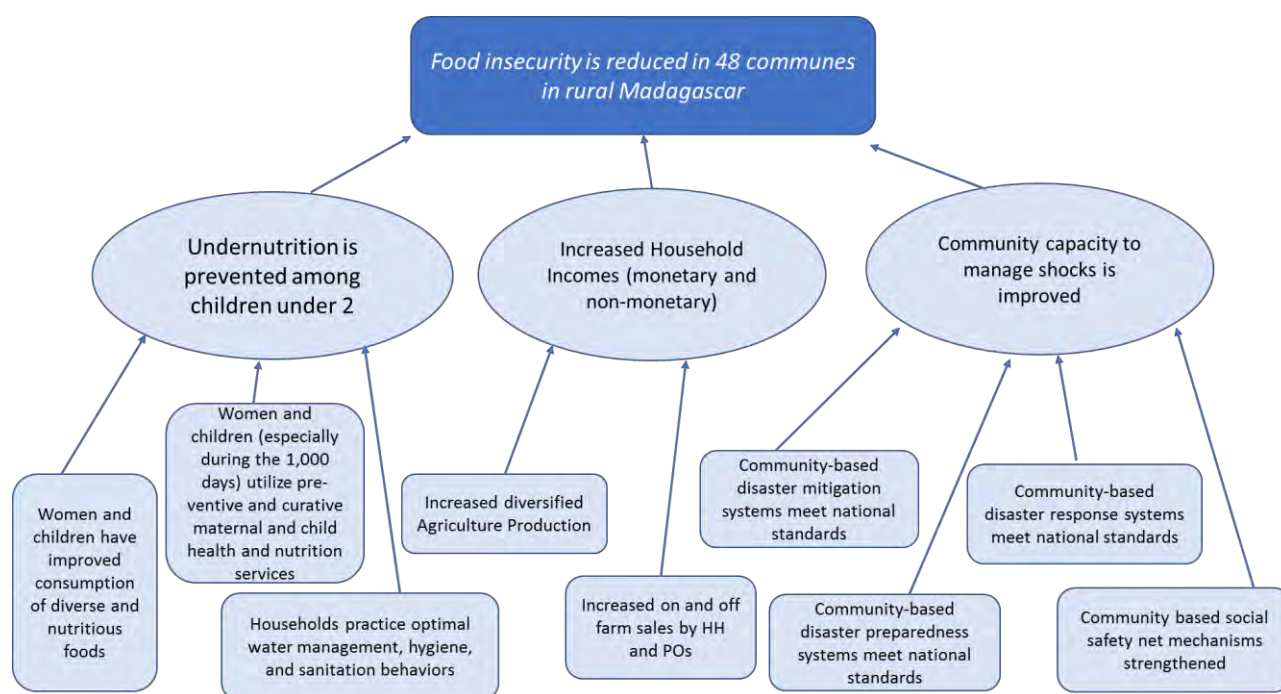 Food insecurity is reduced in 48 communes
in rural Madagascar
Undernutrition is
prevented among
children under 2
Increased Household
Incomes (monetary and
non-monetary)
Community capacity to
manage shocks is
improved
Women and
children have
improved
consumption
of diverse and
nutritious
foods
Women and
children (especially
during the 1,000
days) utilize pre-
ventive and curative
maternal and child
health and nutrition
services
Households practice optimal
water management, hygiene,
and sanitation behaviors
Increased diversified
Agriculture Production
Increased on and off
farm sales by HH
and POs
Community-based
disaster mitigation
systems meet national
standards
Community-based
disaster preparedness
systems meet national
standards
Community-based
disaster response systems
meet national standards
Community based social
safety net mechanisms
strengthened